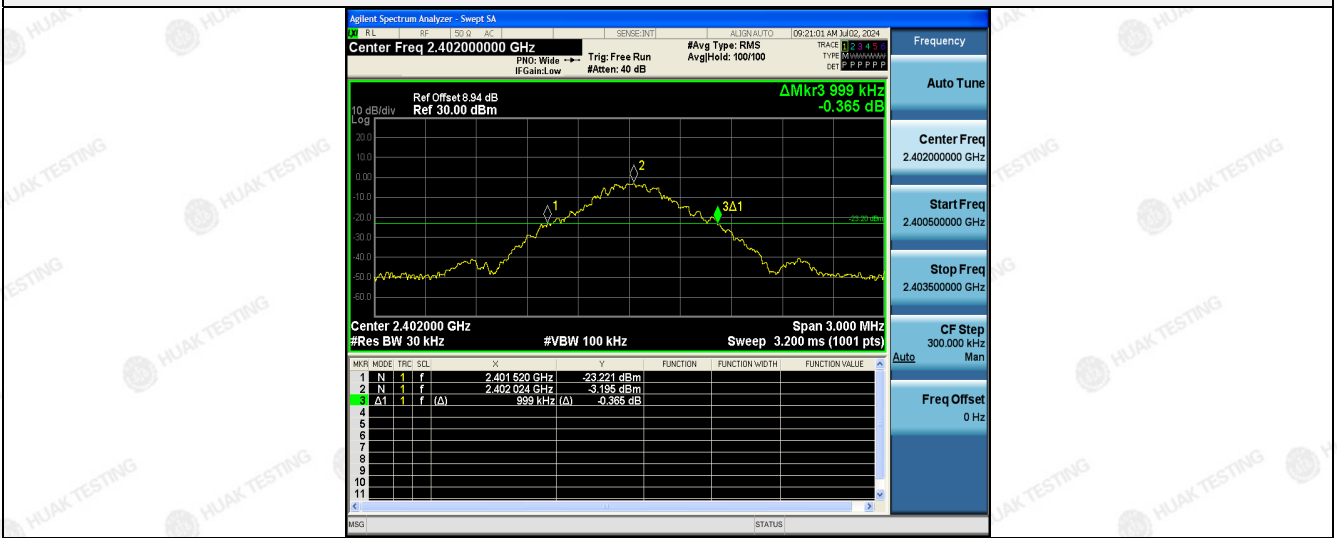 Agilent Spectrum Analyzer - Swept SA
RL RF 50 Ω AC SENSE:INT ALIGN AUTO 09:21:01 AM Jul 02, 2024
Center Freq 2.402000000 GHz
PNO: Wide
IFGain:Low
Trig: Free Run
#Atten: 40 dB
#Avg Type: RMS
Avg|Hold: 100/100
TRACE 1 2 3 4 5 6
TYPE M
DET P P P P P P
Frequency
Auto Tune
Center Freq
2.402000000 GHz
Start Freq
2.400500000 GHz
Stop Freq
2.403500000 GHz
CF Step
300.000 kHz
Auto Man
Freq Offset
0 Hz
ΔMkr3 999 kHz
-0.365 dB
Ref Offset 8.94 dB
10 dB/div Ref 30.00 dBm
Log
20.0
10.0
0.00
-10.0
-20.0
-30.0
-40.0
-50.0
-60.0
1
2
3Δ1
-23.20 dBm
Center 2.402000 GHz Span 3.000 MHz
#Res BW 30 kHz #VBW 100 kHz Sweep 3.200 ms (1001 pts)
MKR MODE TRC SCL X Y FUNCTION FUNCTION WIDTH FUNCTION VALUE
1 N 1 f 2.401 520 GHz -23.221 dBm
2 N 1 f 2.402 024 GHz -3.195 dBm
3 Δ1 1 f (Δ) 999 kHz (Δ) -0.365 dB
4
5
6
7
8
9
10
11
MSG STATUS
HUAK TESTING